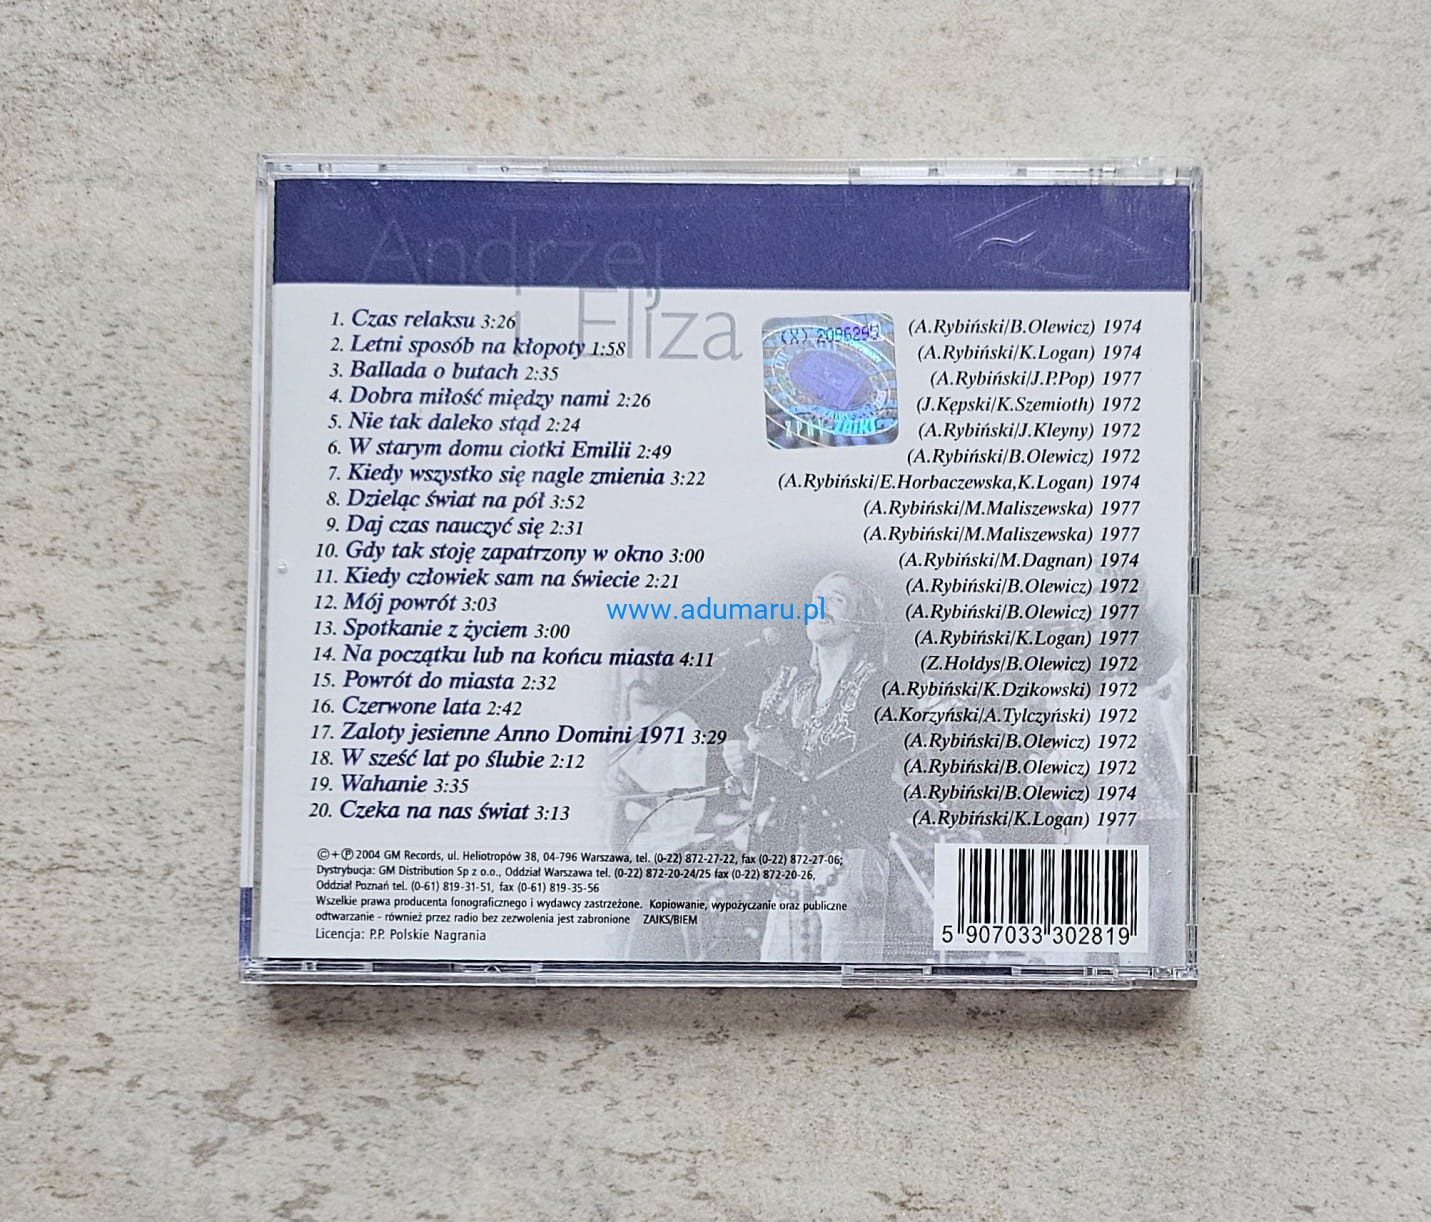 Andrzej
i Eliza
1. Czas relaksu 3:26 (A.Rybiński/B.Olewicz) 1974
2. Letni sposób na kłopoty 1:58 (A.Rybiński/K.Logan) 1974
3. Ballada o butach 2:35 (A.Rybiński/J.P.Pop) 1977
4. Dobra miłość między nami 2:26 (J.Kępski/K.Szemioth) 1972
5. Nie tak daleko stąd 2:24 (A.Rybiński/J.Kleyny) 1972
6. W starym domu ciotki Emilii 2:49 (A.Rybiński/B.Olewicz) 1972
7. Kiedy wszystko się nagle zmienia 3:22 (A.Rybiński/E.Horbaczewska,K.Logan) 1974
8. Dzieląc świat na pół 3:52 (A.Rybiński/M.Maliszewska) 1977
9. Daj czas nauczyć się 2:31 (A.Rybiński/M.Maliszewska) 1977
10. Gdy tak stoję zapatrzony w okno 3:00 (A.Rybiński/M.Dagnan) 1974
11. Kiedy człowiek sam na świecie 2:21 (A.Rybiński/B.Olewicz) 1972
12. Mój powrót 3:03 (A.Rybiński/B.Olewicz) 1977
13. Spotkanie z życiem 3:00 (A.Rybiński/K.Logan) 1977
14. Na początku lub na końcu miasta 4:11 (Z.Hołdys/B.Olewicz) 1972
15. Powrót do miasta 2:32 (A.Rybiński/K.Dzikowski) 1972
16. Czerwone lata 2:42 (A.Korzyński/A.Tylczyński) 1972
17. Zaloty jesienne Anno Domini 1971 3:29 (A.Rybiński/B.Olewicz) 1972
18. W sześć lat po ślubie 2:12 (A.Rybiński/B.Olewicz) 1972
19. Wahanie 3:35 (A.Rybiński/B.Olewicz) 1974
20. Czeka na nas świat 3:13 (A.Rybiński/K.Logan) 1977
www.adumaru.pl
©+℗ 2004 GM Records, ul. Heliotropów 38, 04-796 Warszawa, tel. (0-22) 872-27-22, fax (0-22) 872-27-06;
Dystrybucja: GM Distribution Sp z o.o., Oddział Warszawa tel. (0-22) 872-20-24/25 fax (0-22) 872-20-26,
Oddział Poznań tel. (0-61) 819-31-51, fax (0-61) 819-35-56
Wszelkie prawa producenta fonograficznego i wydawcy zastrzeżone. Kopiowanie, wypożyczanie oraz publiczne
odtwarzanie - również przez radio bez zezwolenia jest zabronione ZAIKS/BIEM
Licencja: P.P. Polskie Nagrania
5 907033 302819